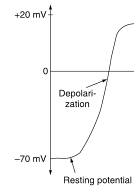 +20 mV
0
Depolari-
zation
−70 mV
Resting potential